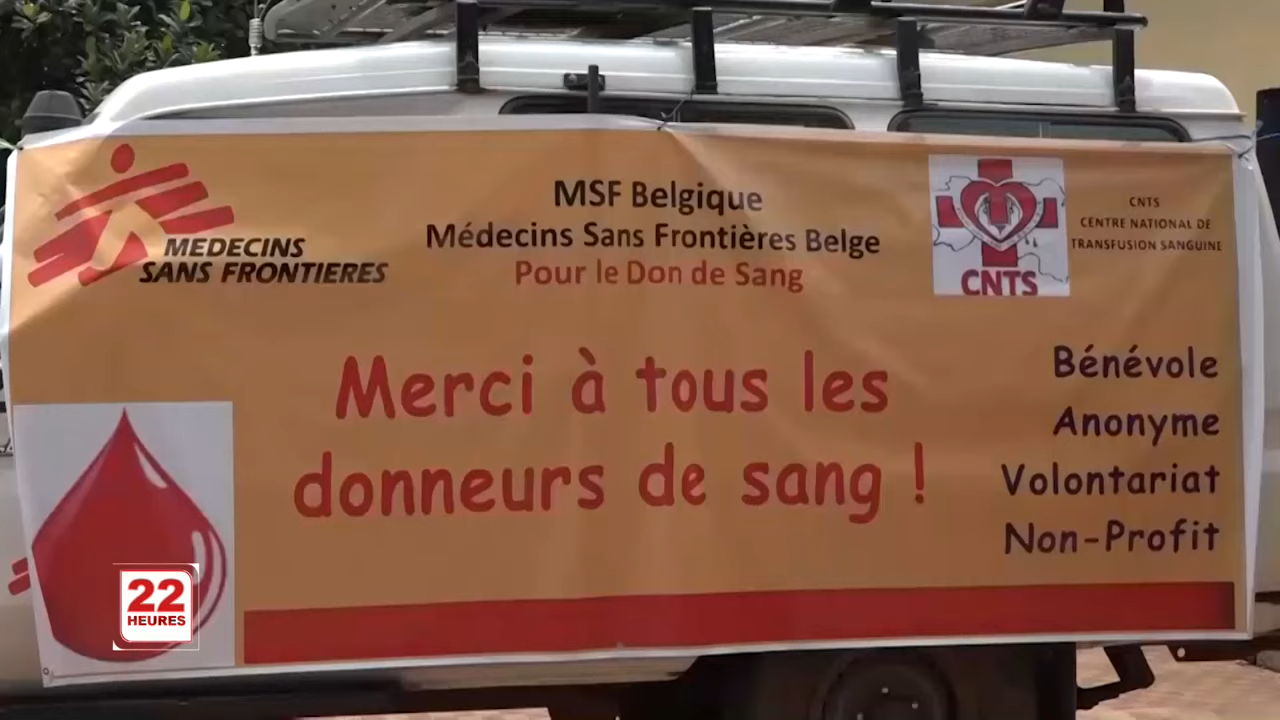 MEDECINS
SANS FRONTIERES
MSF Belgique
Médecins Sans Frontières Belge
Pour le Don de Sang
CNTS
CNTS
CENTRE NATIONAL DE
TRANSFUSION SANGUINE
Merci à tous les
donneurs de sang !
Bénévole
Anonyme
Volontariat
Non-Profit
22
HEURES